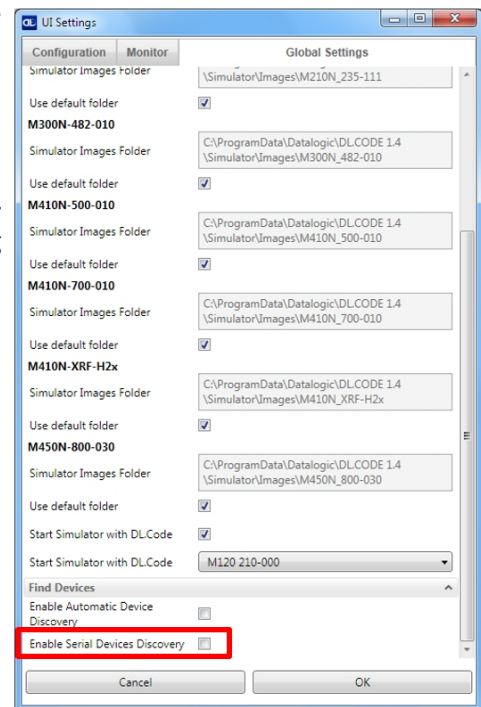 DL UI Settings
Configuration Monitor Global Settings
Simulator Images Folder
\Simulator\Images\M210N_235-111
Use default folder
M300N-482-010
Simulator Images Folder
C:\ProgramData\Datalogic\DL.CODE 1.4
\Simulator\Images\M300N_482-010
Use default folder
M410N-500-010
Simulator Images Folder
C:\ProgramData\Datalogic\DL.CODE 1.4
\Simulator\Images\M410N_500-010
Use default folder
M410N-700-010
Simulator Images Folder
C:\ProgramData\Datalogic\DL.CODE 1.4
\Simulator\Images\M410N_700-010
Use default folder
M410N-XRF-H2x
Simulator Images Folder
C:\ProgramData\Datalogic\DL.CODE 1.4
\Simulator\Images\M410N_XRF-H2x
Use default folder
M450N-800-030
Simulator Images Folder
C:\ProgramData\Datalogic\DL.CODE 1.4
\Simulator\Images\M450N_800-030
Use default folder
Start Simulator with DL.Code
Start Simulator with DL.Code M120 210-000
Find Devices
Enable Automatic Device
Discovery
Enable Serial Devices Discovery
Cancel OK